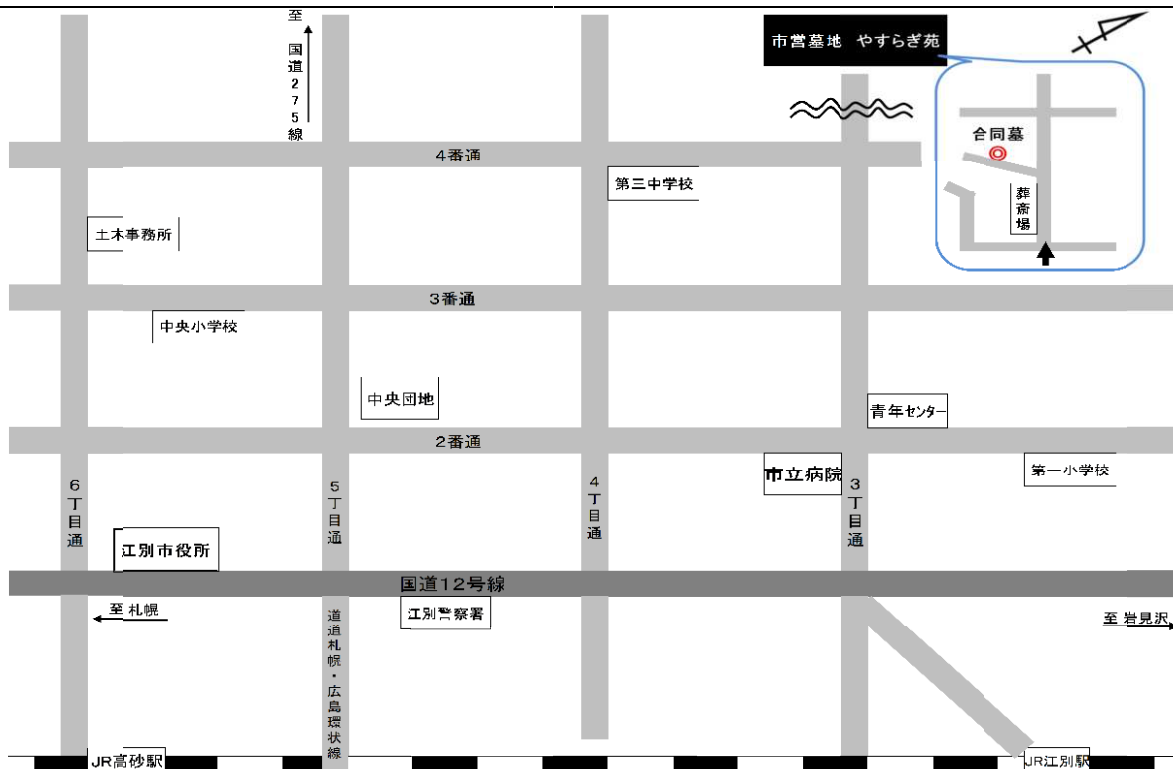 至 国道275線
市営墓地　やすらぎ苑
合同墓
葬斎場
4番通
第三中学校
土木事務所
3番通
中央小学校
中央団地
青年センター
2番通
市立病院
第一小学校
6丁目通
5丁目通
4丁目通
3丁目通
江別市役所
国道12号線
至 札幌
江別警察署
至 岩見沢
道道札幌・広島環状線
JR高砂駅
JR江別駅